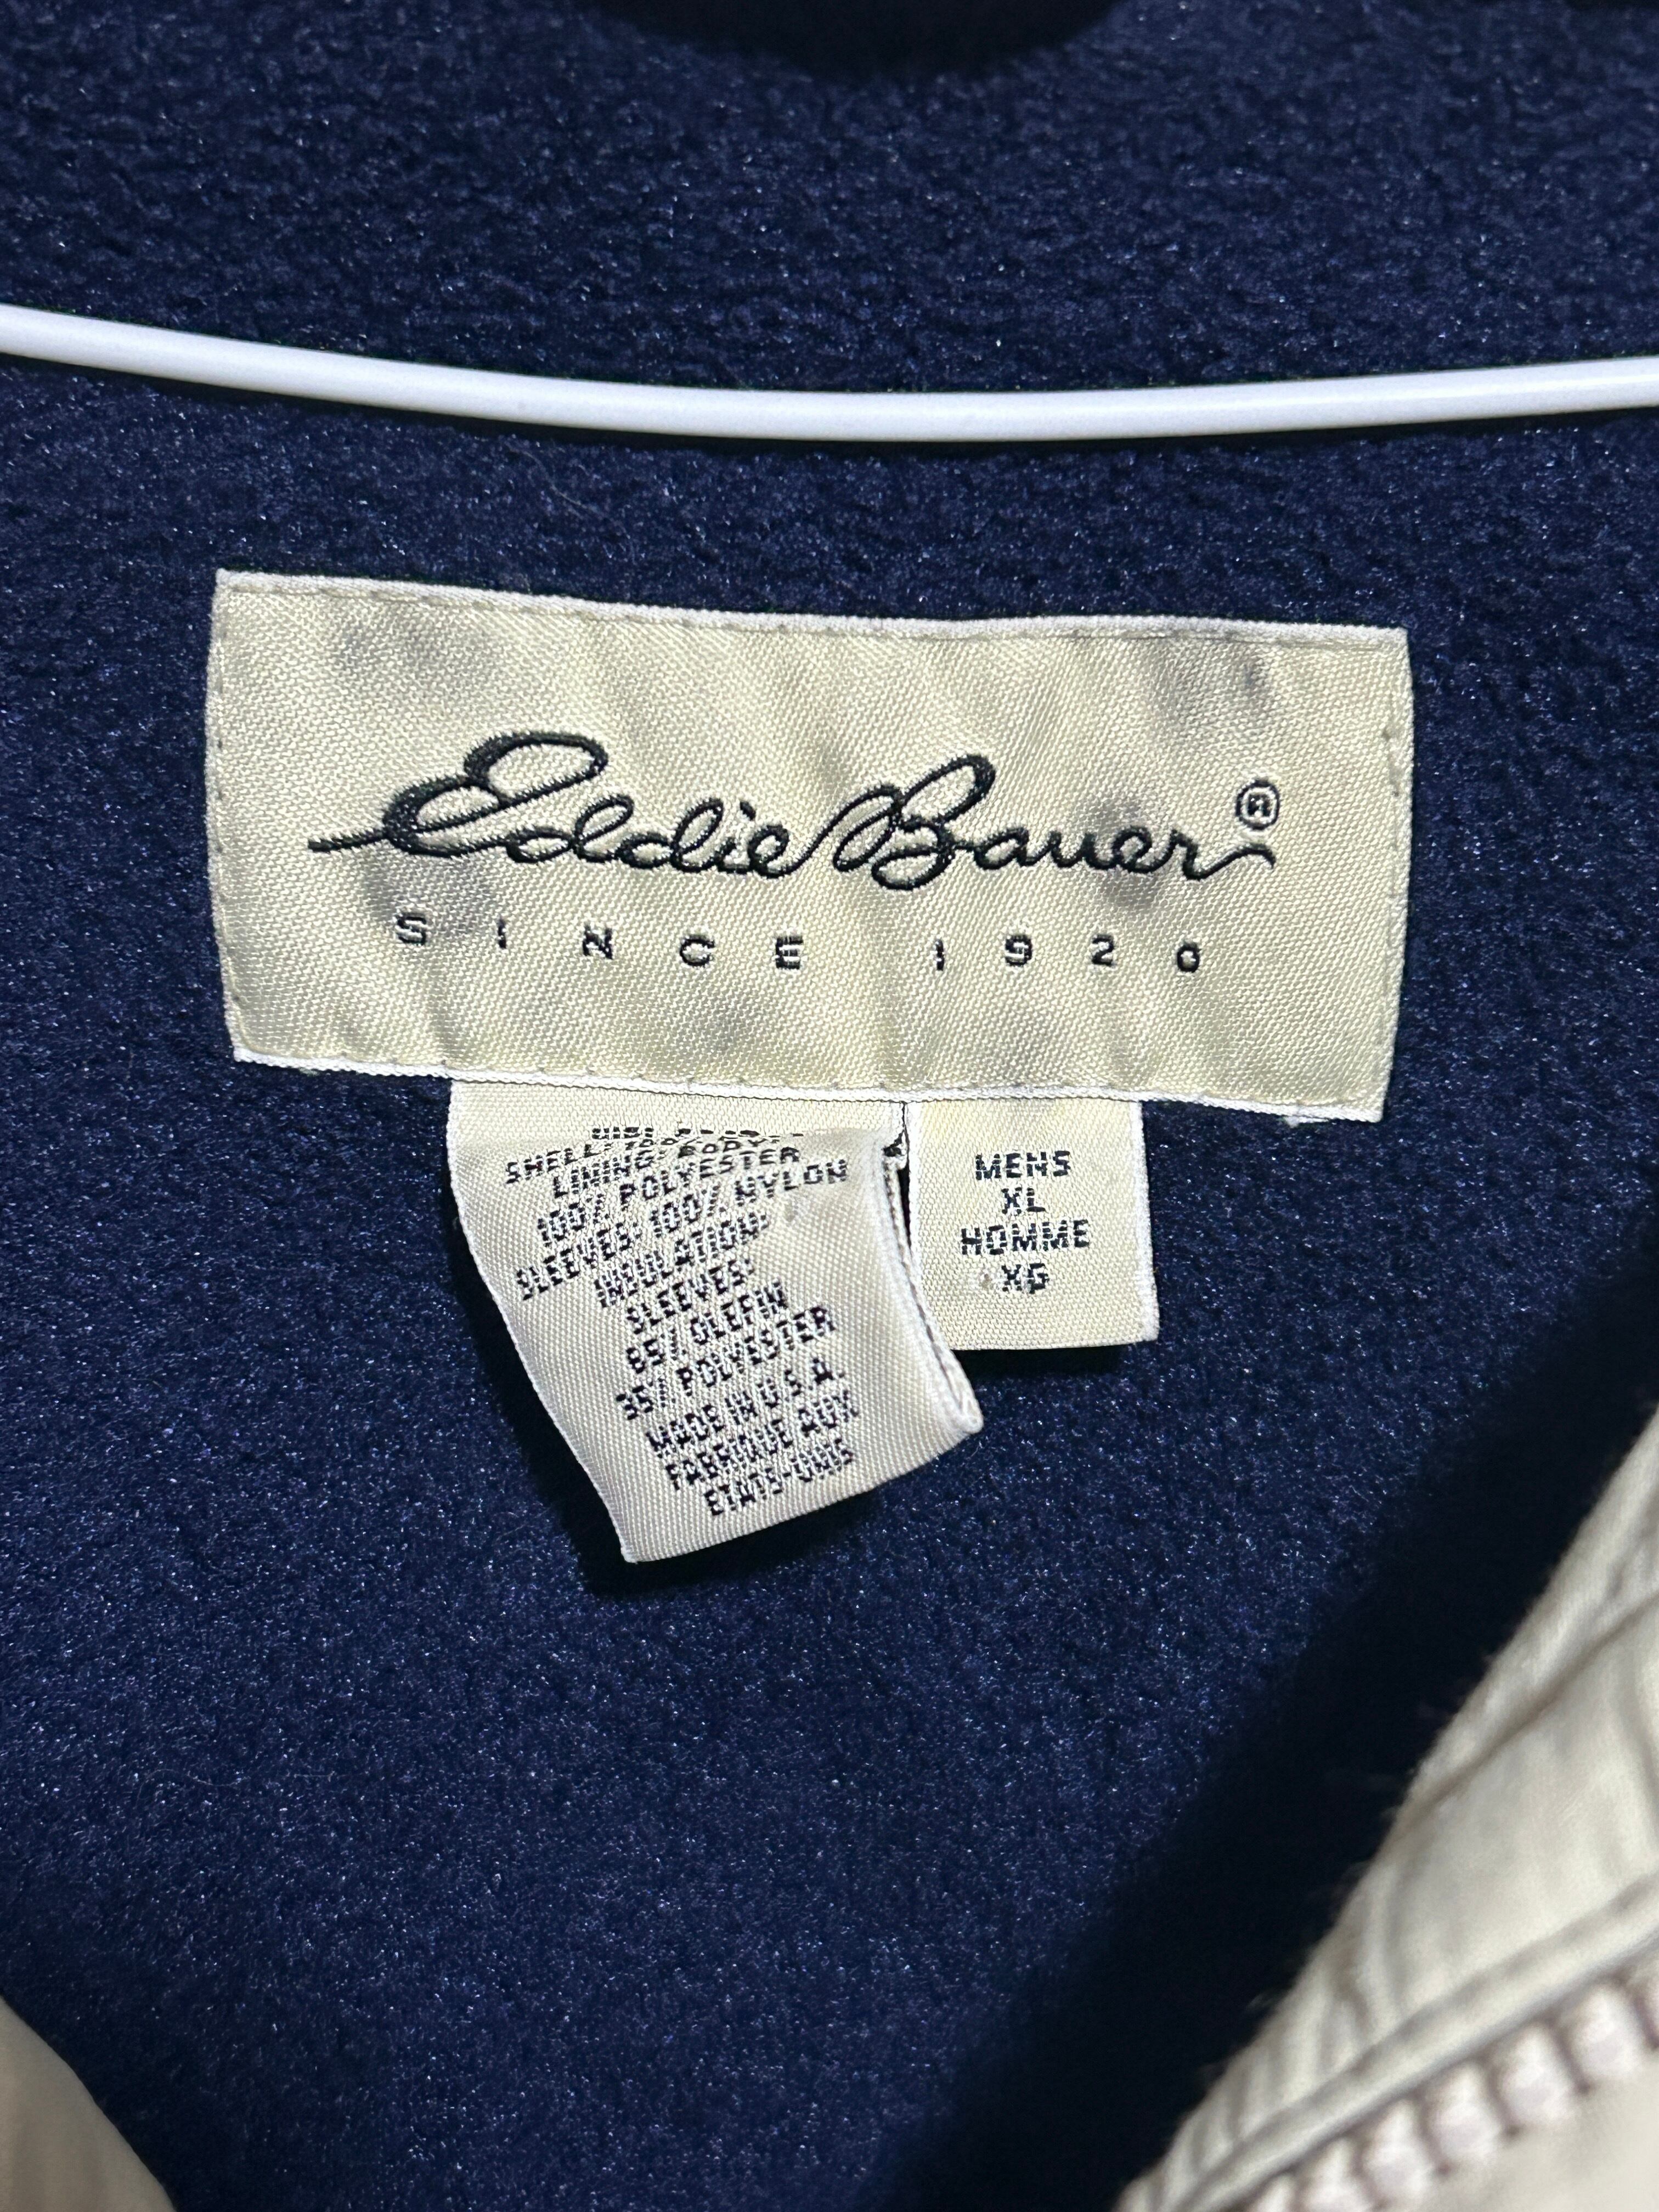 Eddie Bauer®
SINCE 1920
SHELL:
LINING: BODY:
100% POLYESTER
SLEEVES: 100% NYLON
INSULATION:
SLEEVES:
65% OLEFIN
35% POLYESTER
MADE IN U.S.A.
FABRIQUE AUX
ETATS-UNIS
MENS
XL
HOMME
XG